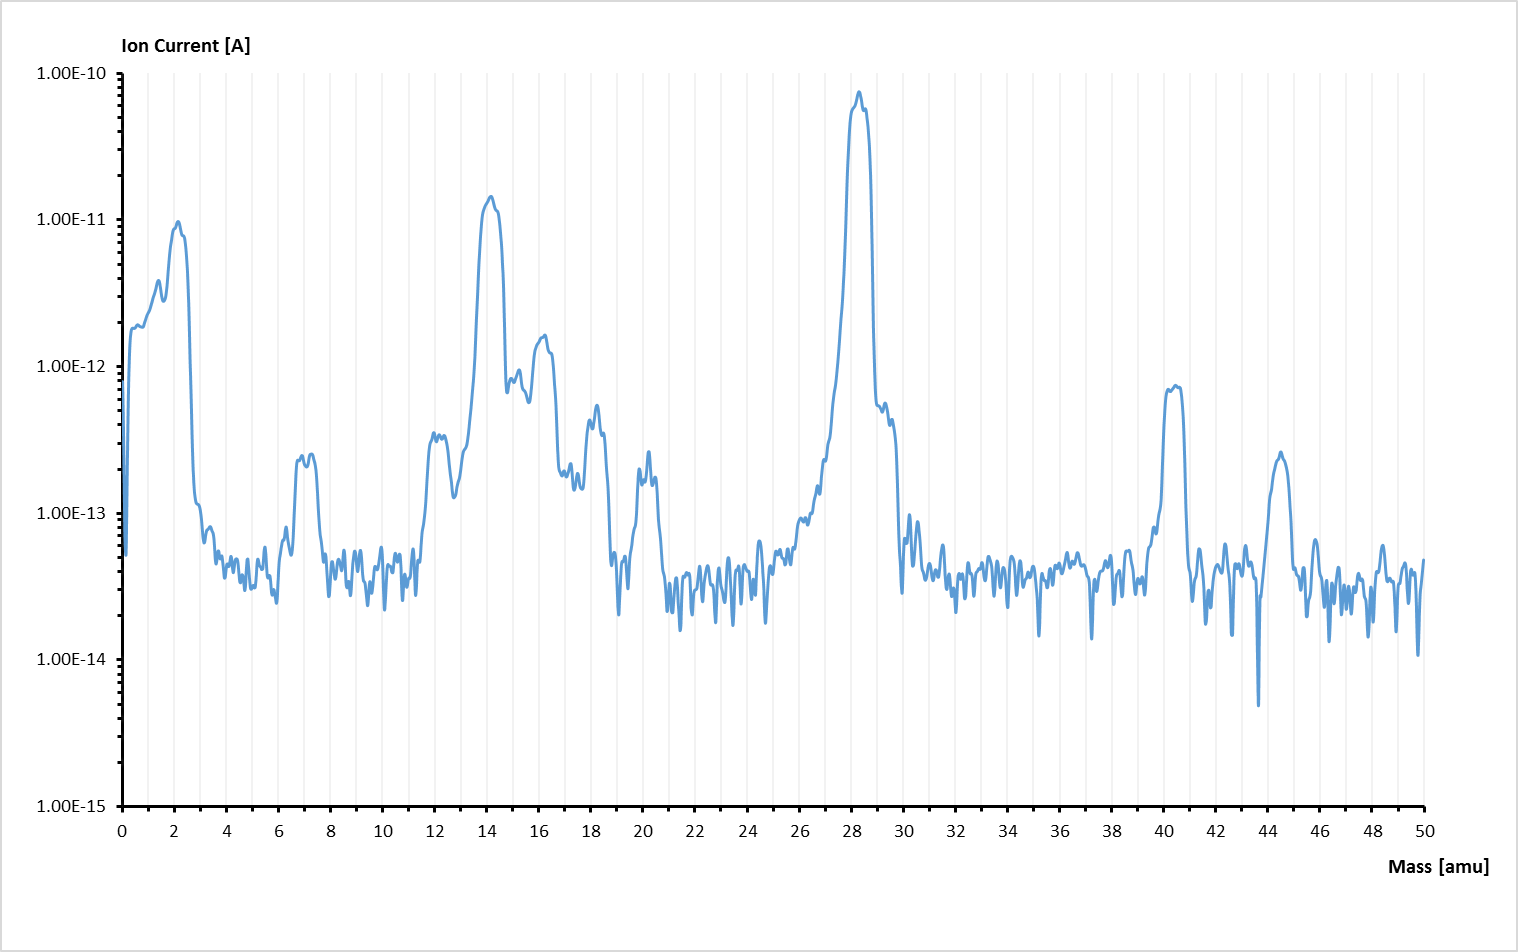 Ion Current [A]
1.00E-10
1.00E-11
1.00E-12
1.00E-13
1.00E-14
1.00E-15
0 2 4 6 8 10 12 14 16 18 20 22 24 26 28 30 32 34 36 38 40 42 44 46 48 50
Mass [amu]